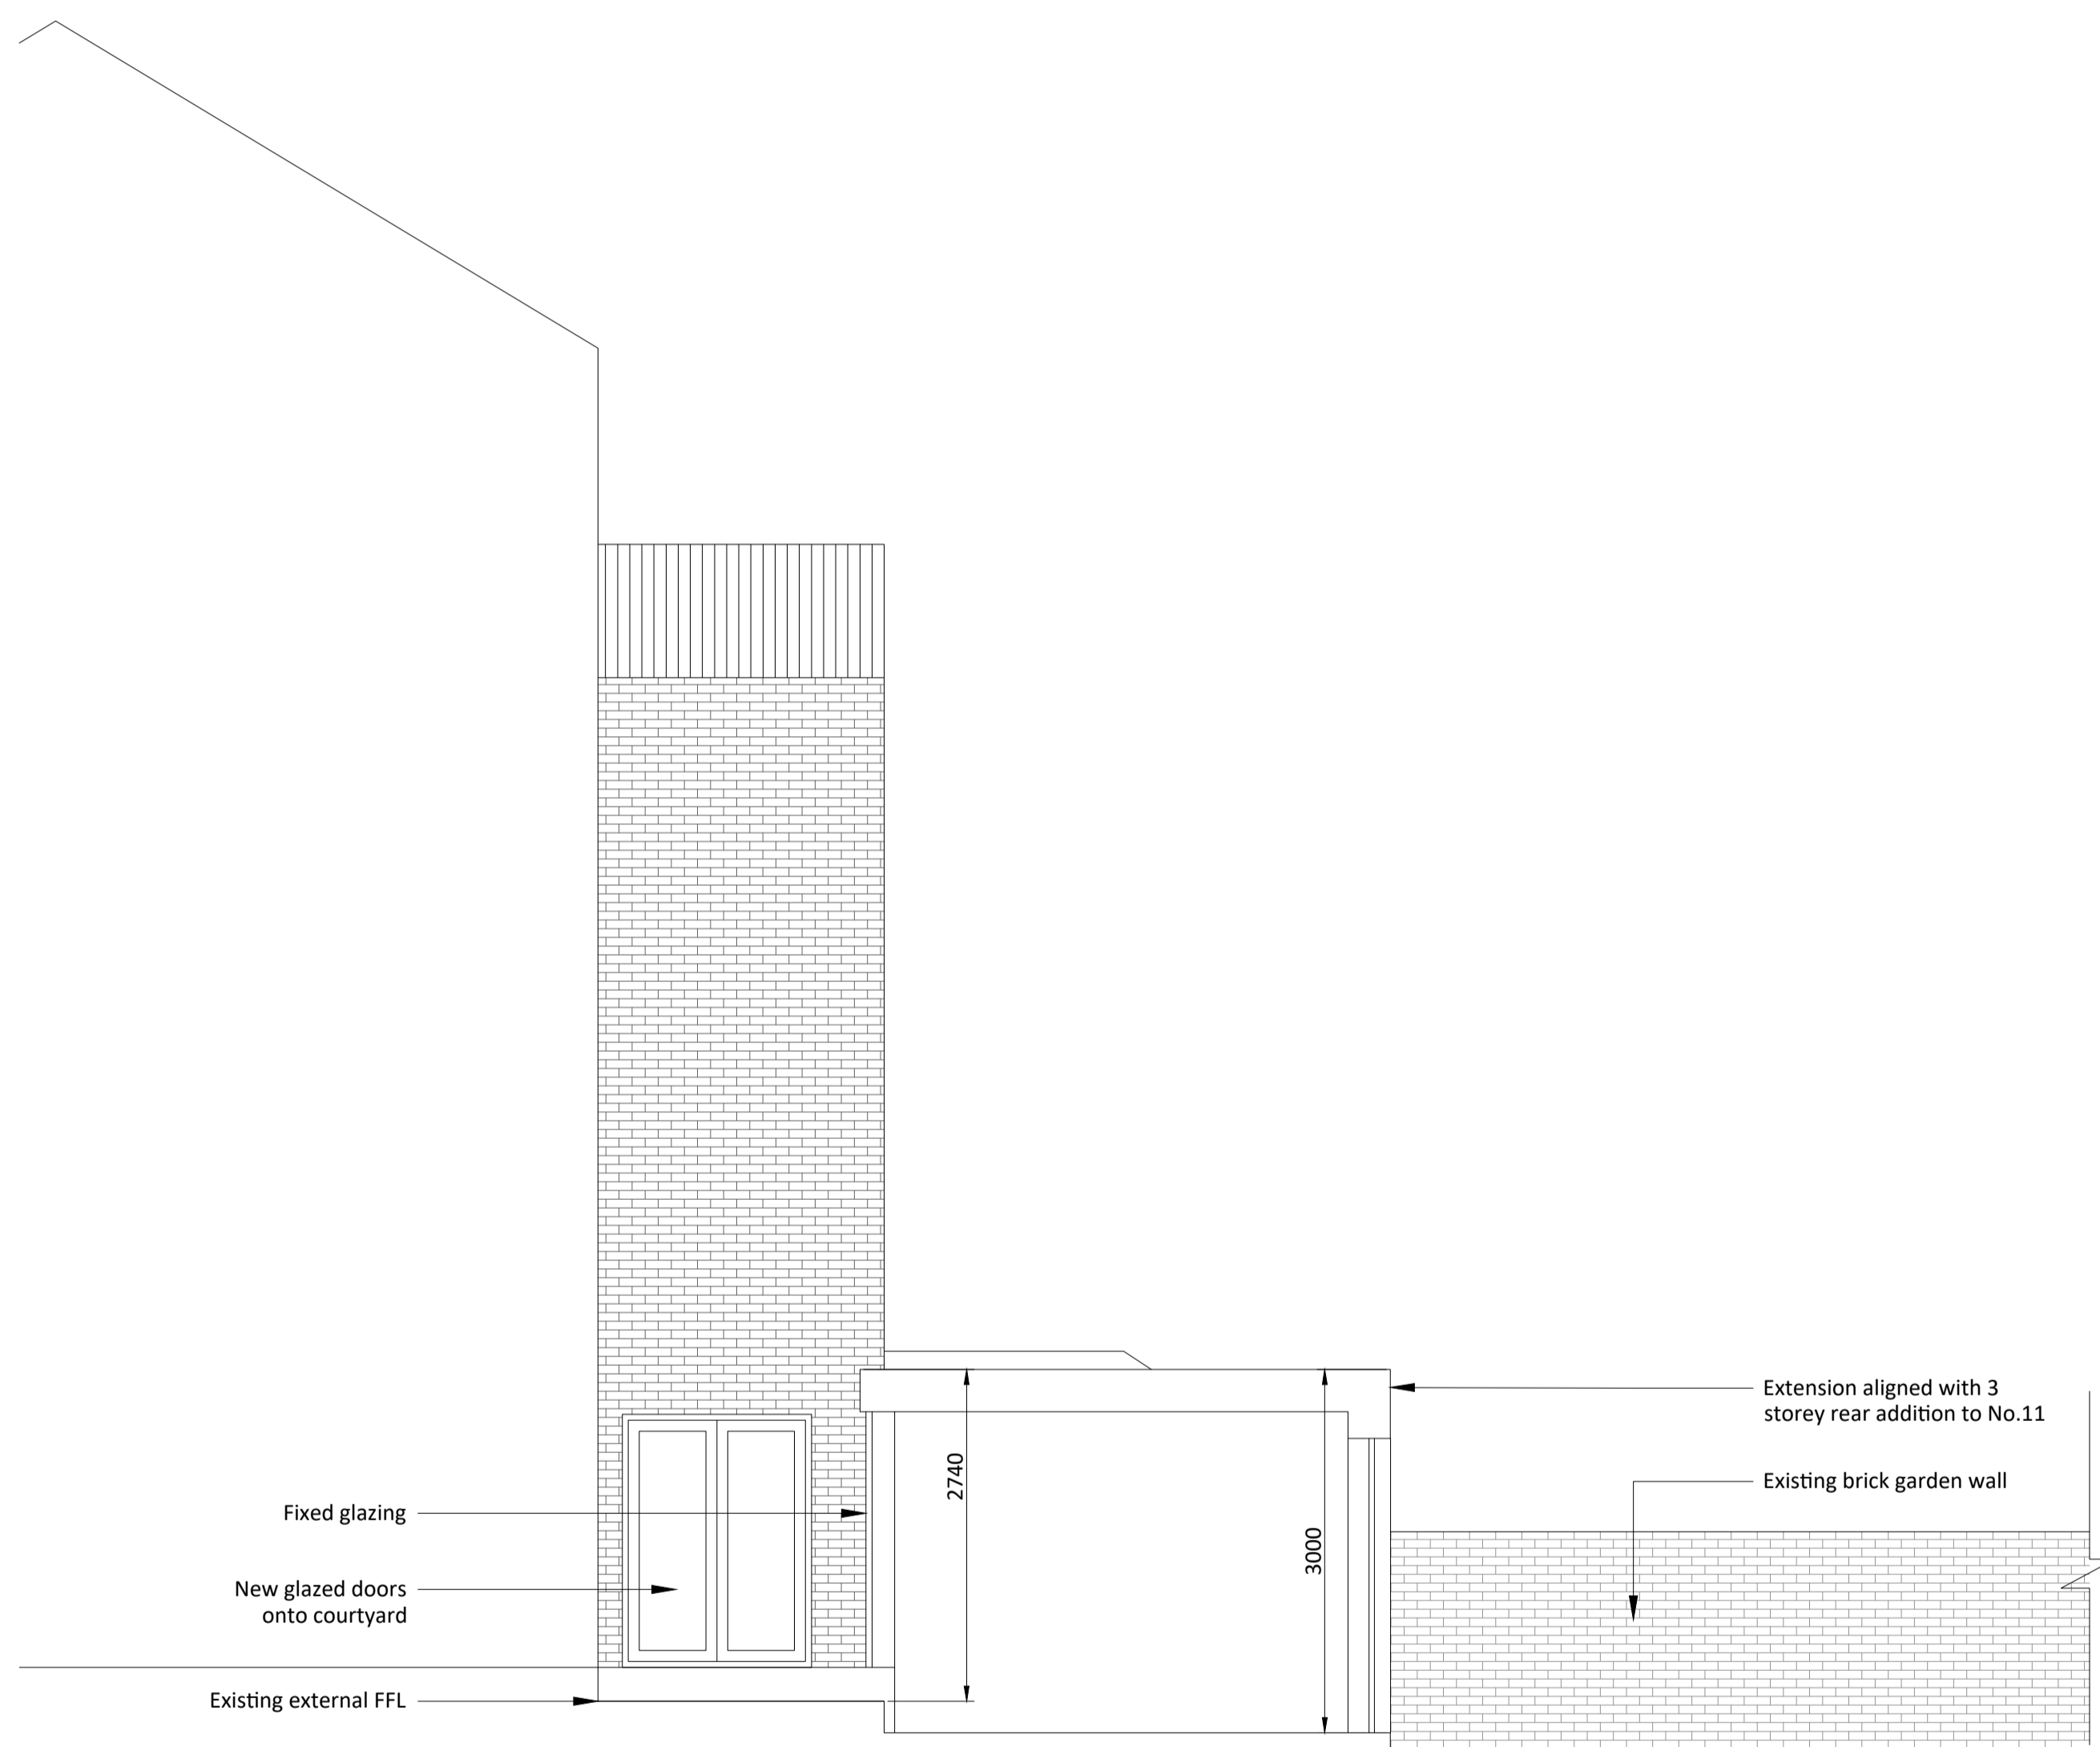 Extension aligned with 3
storey rear addition to No.11
2740
Existing brick garden wall
Fixed glazing
3000
New glazed doors
onto courtyard
Existing external FFL